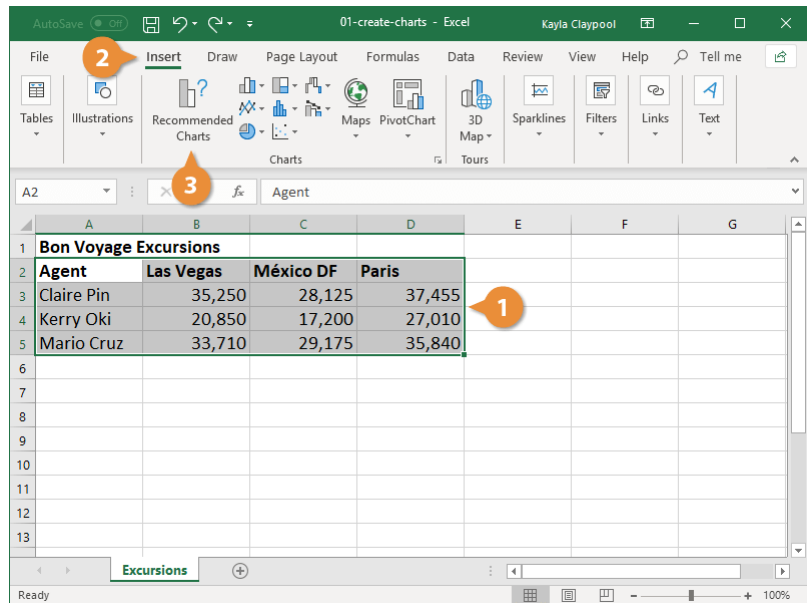 AutoSave Off 01-create-charts - Excel Kayla Claypool
File Insert Draw Page Layout Formulas Data Review View Help Tell me
2
Tables Illustrations Recommended Charts Maps PivotChart 3D Map Sparklines Filters Links Text
Charts Tours
3
A2 fx Agent
A B C D E F G
1 Bon Voyage Excursions
2 Agent Las Vegas México DF Paris
3 Claire Pin 35,250 28,125 37,455
1
4 Kerry Oki 20,850 17,200 27,010
5 Mario Cruz 33,710 29,175 35,840
6
7
8
9
10
11
12
13
Excursions
Ready 100%